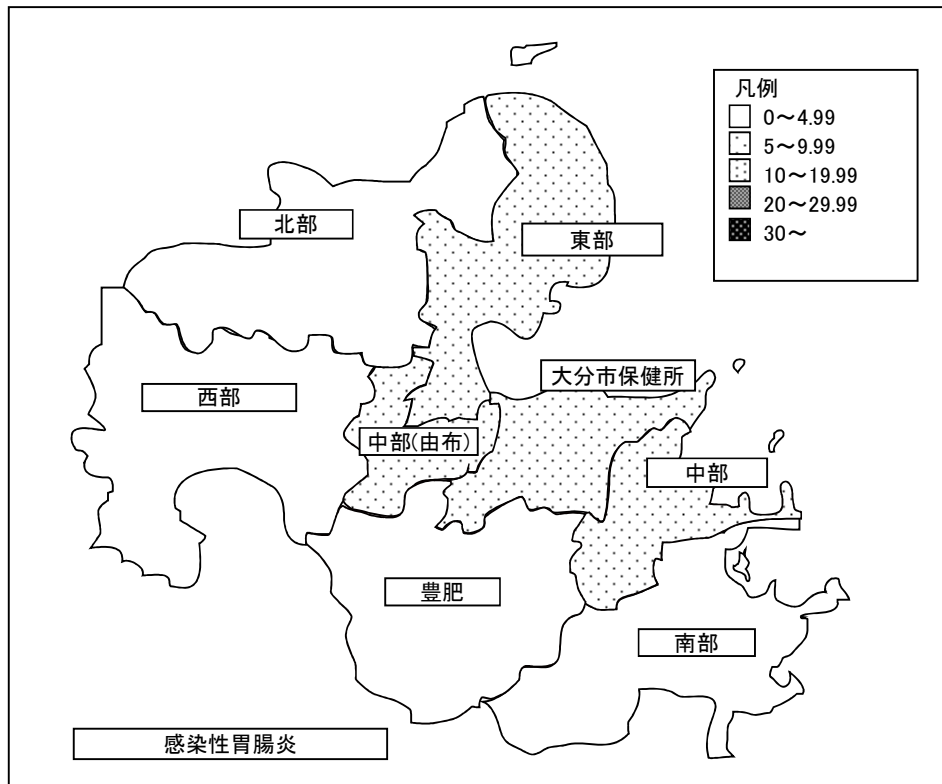 凡例
0～4.99
5～9.99
10～19.99
20～29.99
30～
北部
東部
大分市保健所
西部
中部(由布)
中部
豊肥
南部
感染性胃腸炎